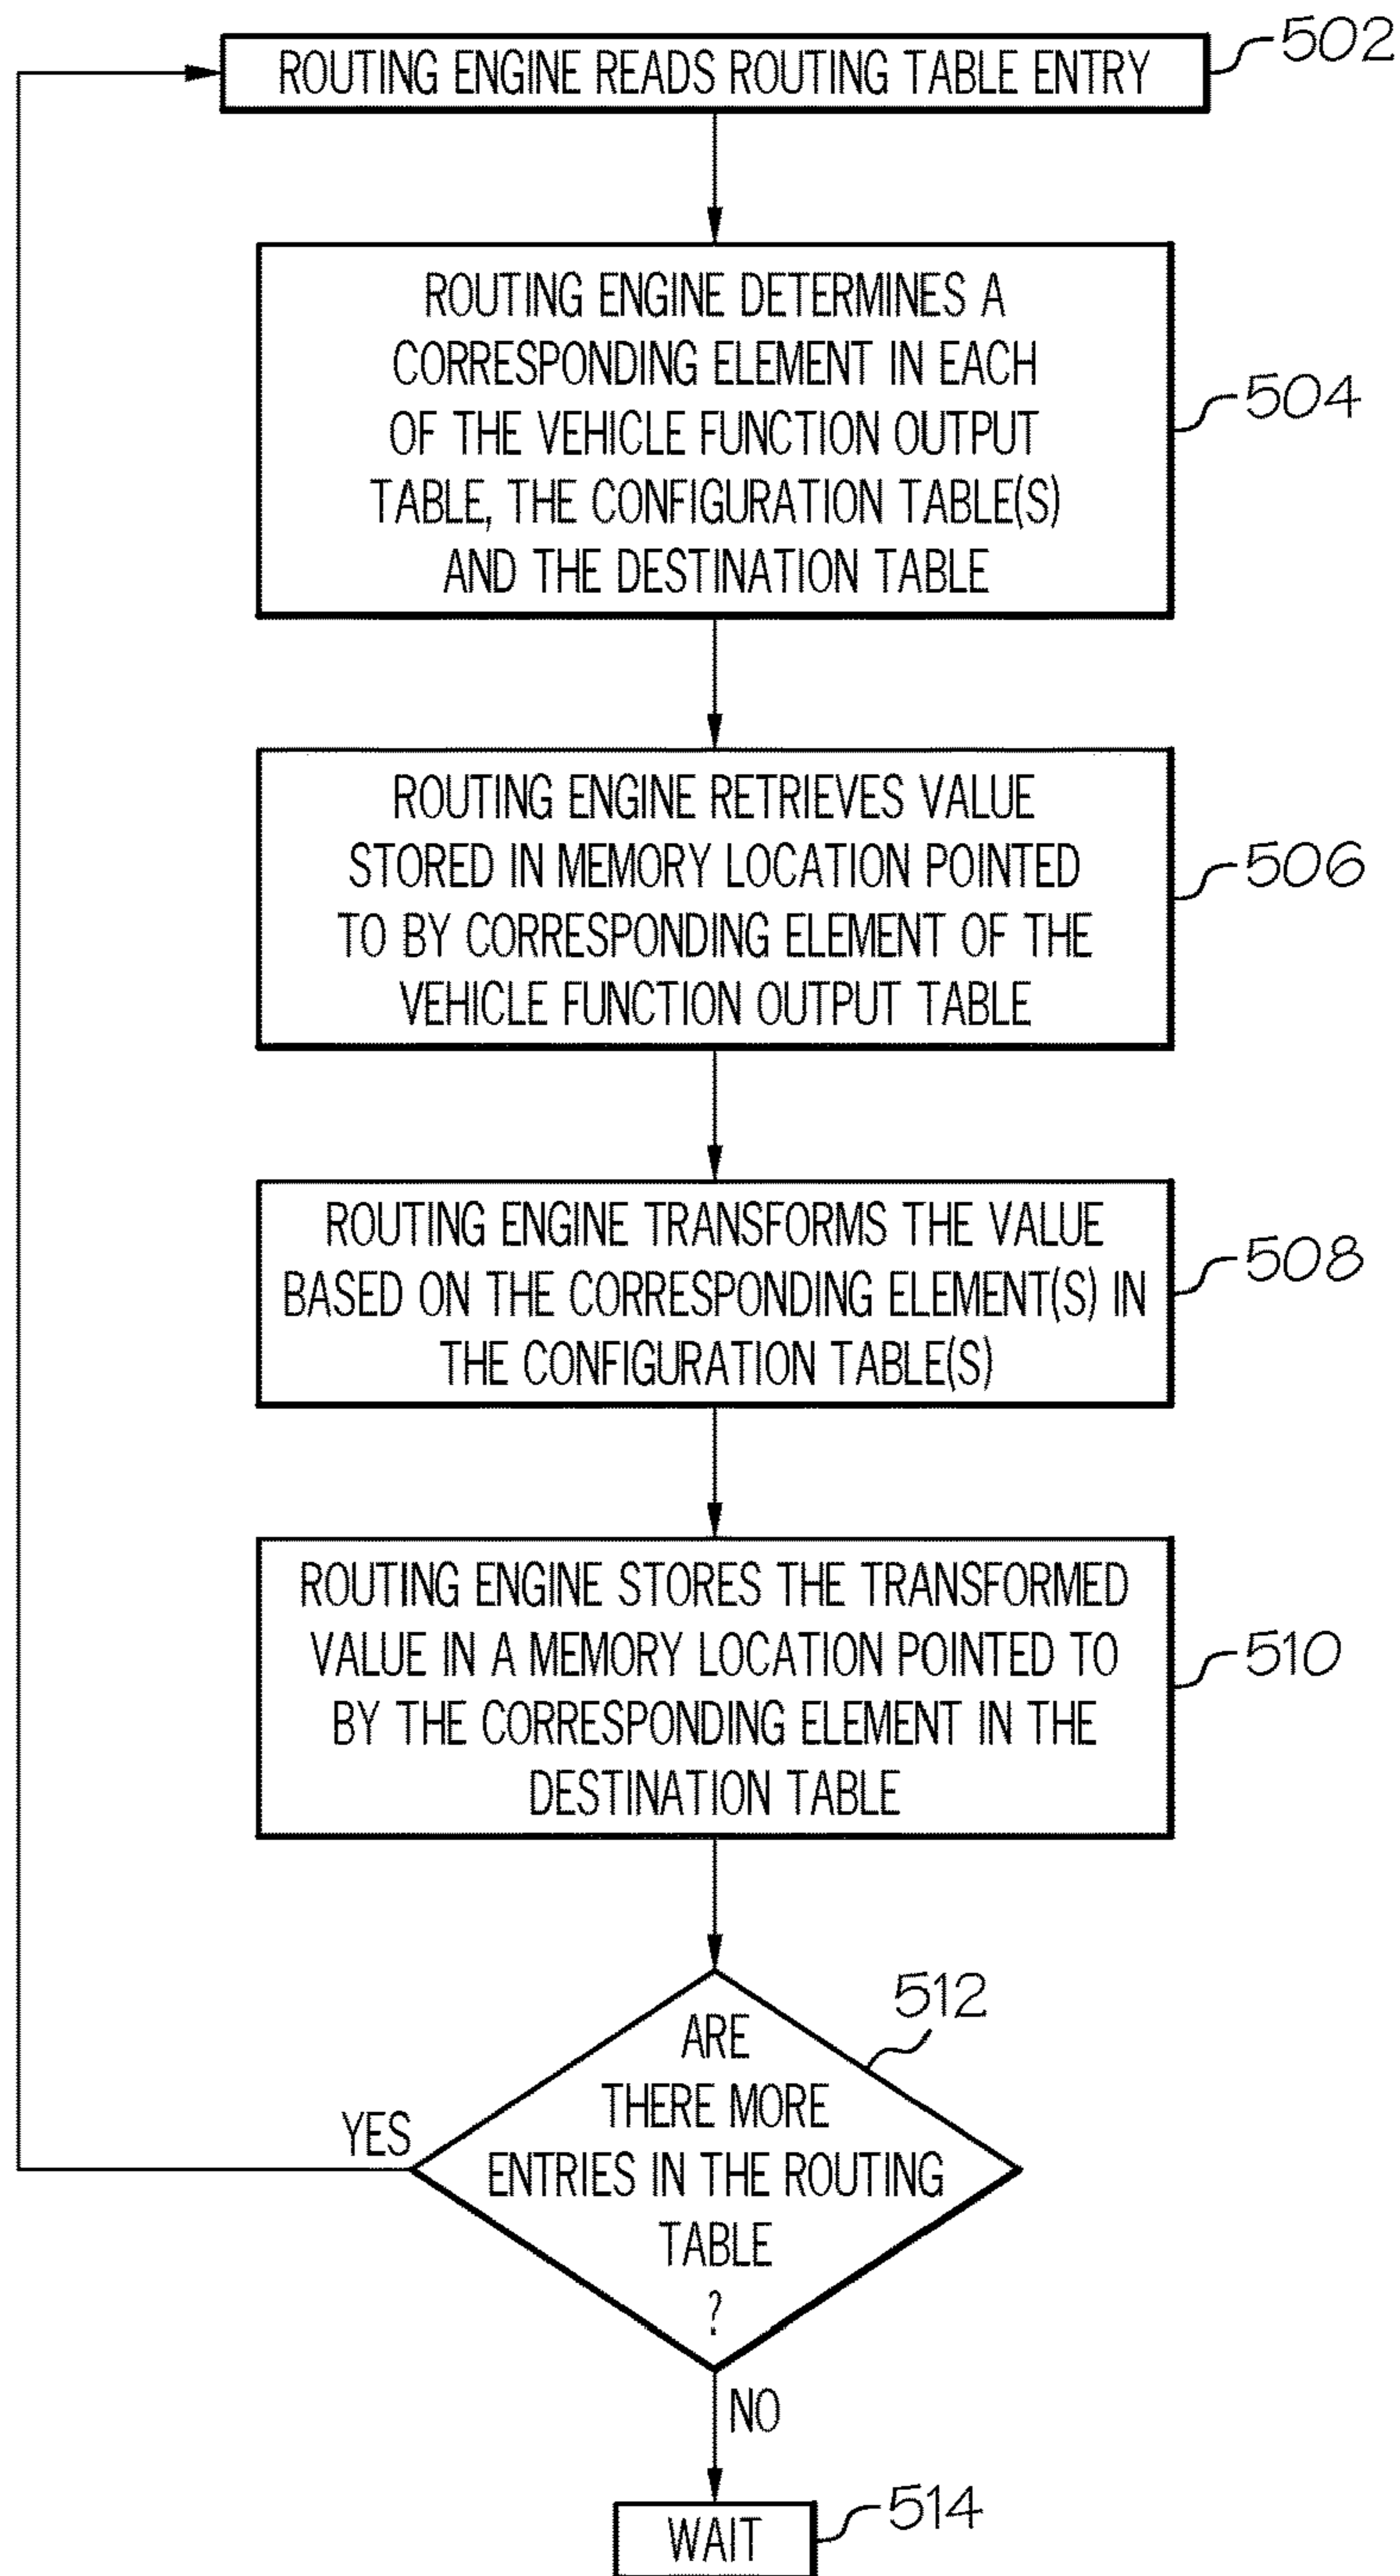 ROUTING ENGINE READS ROUTING TABLE ENTRY
502
ROUTING ENGINE DETERMINES A
CORRESPONDING ELEMENT IN EACH
OF THE VEHICLE FUNCTION OUTPUT
TABLE, THE CONFIGURATION TABLE(S)
AND THE DESTINATION TABLE
504
ROUTING ENGINE RETRIEVES VALUE
STORED IN MEMORY LOCATION POINTED
TO BY CORRESPONDING ELEMENT OF THE
VEHICLE FUNCTION OUTPUT TABLE
506
ROUTING ENGINE TRANSFORMS THE VALUE
BASED ON THE CORRESPONDING ELEMENT(S) IN
THE CONFIGURATION TABLE(S)
508
ROUTING ENGINE STORES THE TRANSFORMED
VALUE IN A MEMORY LOCATION POINTED TO
BY THE CORRESPONDING ELEMENT IN THE
DESTINATION TABLE
510
512
ARE
THERE MORE
ENTRIES IN THE ROUTING
TABLE
?
YES
NO
WAIT
514